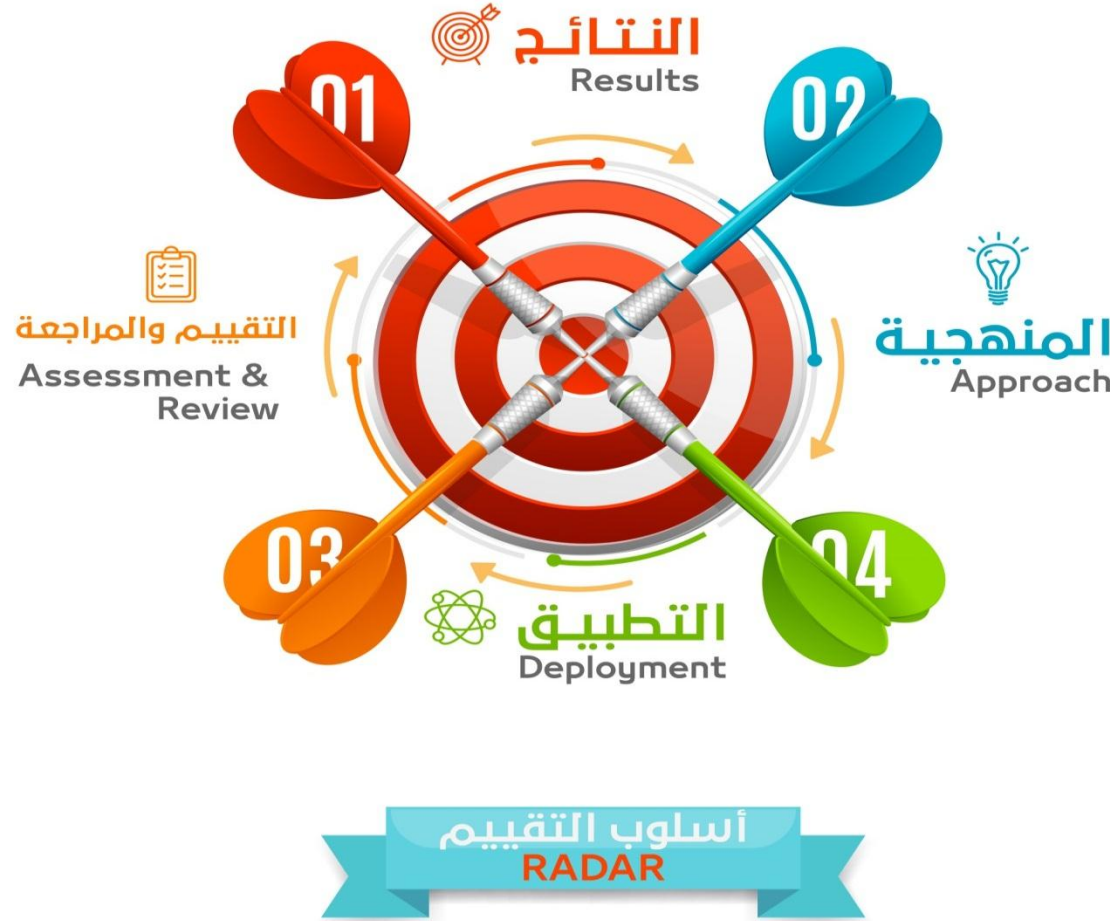 النتائج
Results
01
02
التقييم والمراجعة
Assessment &
Review
المنهجية
Approach
03
04
التطبيق
Deployment
أسلوب التقييم
RADAR